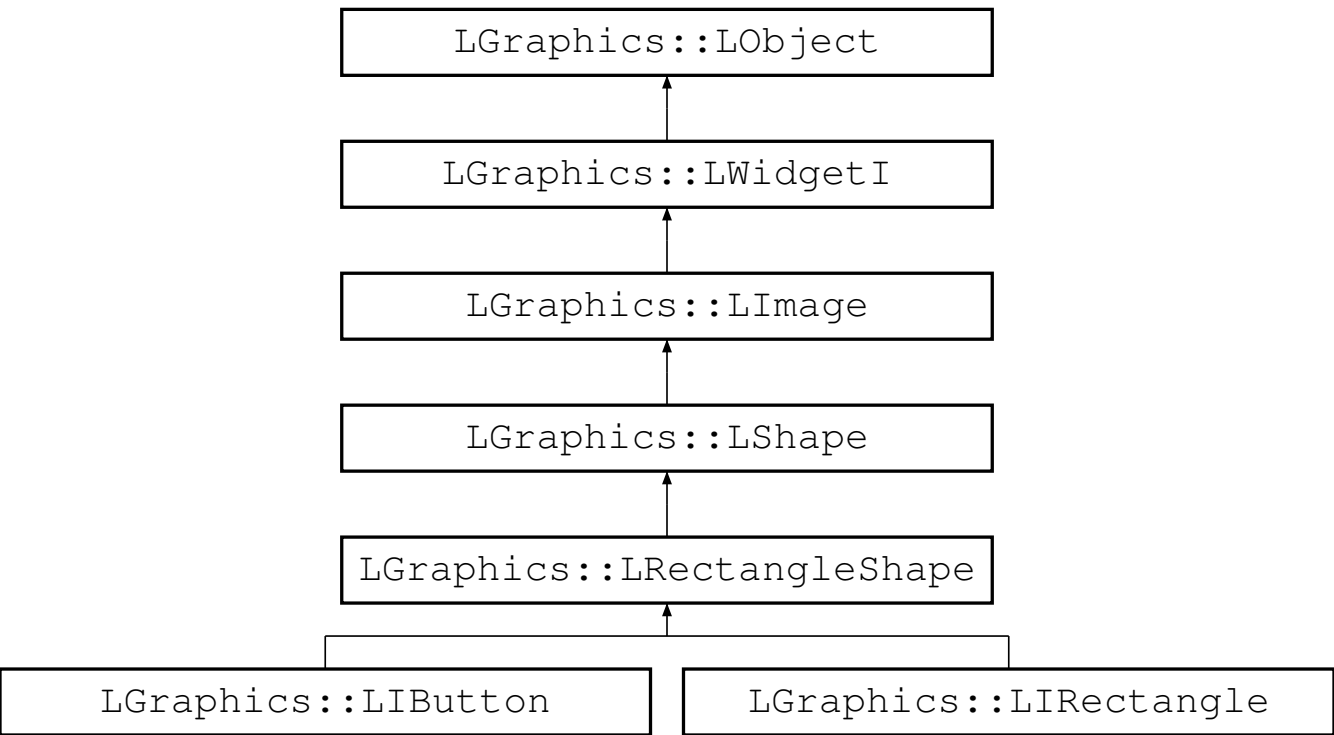 LGraphics::LObject
LGraphics::LWidgetI
LGraphics::LImage
LGraphics::LShape
LGraphics::LRectangleShape
LGraphics::LIButton
LGraphics::LIRectangle